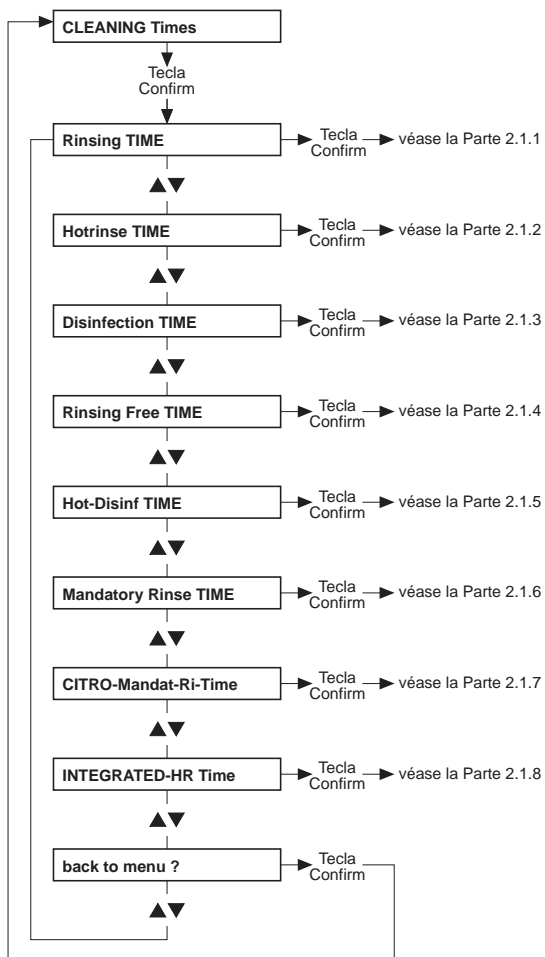 CLEANING Times
Tecla
Confirm
Rinsing TIME
Tecla
Confirm
véase la Parte 2.1.1
Hotrinse TIME
Tecla
Confirm
véase la Parte 2.1.2
Disinfection TIME
Tecla
Confirm
véase la Parte 2.1.3
Rinsing Free TIME
Tecla
Confirm
véase la Parte 2.1.4
Hot-Disinf TIME
Tecla
Confirm
véase la Parte 2.1.5
Mandatory Rinse TIME
Tecla
Confirm
véase la Parte 2.1.6
CITRO-Mandat-Ri-Time
Tecla
Confirm
véase la Parte 2.1.7
INTEGRATED-HR Time
Tecla
Confirm
véase la Parte 2.1.8
back to menu ?
Tecla
Confirm